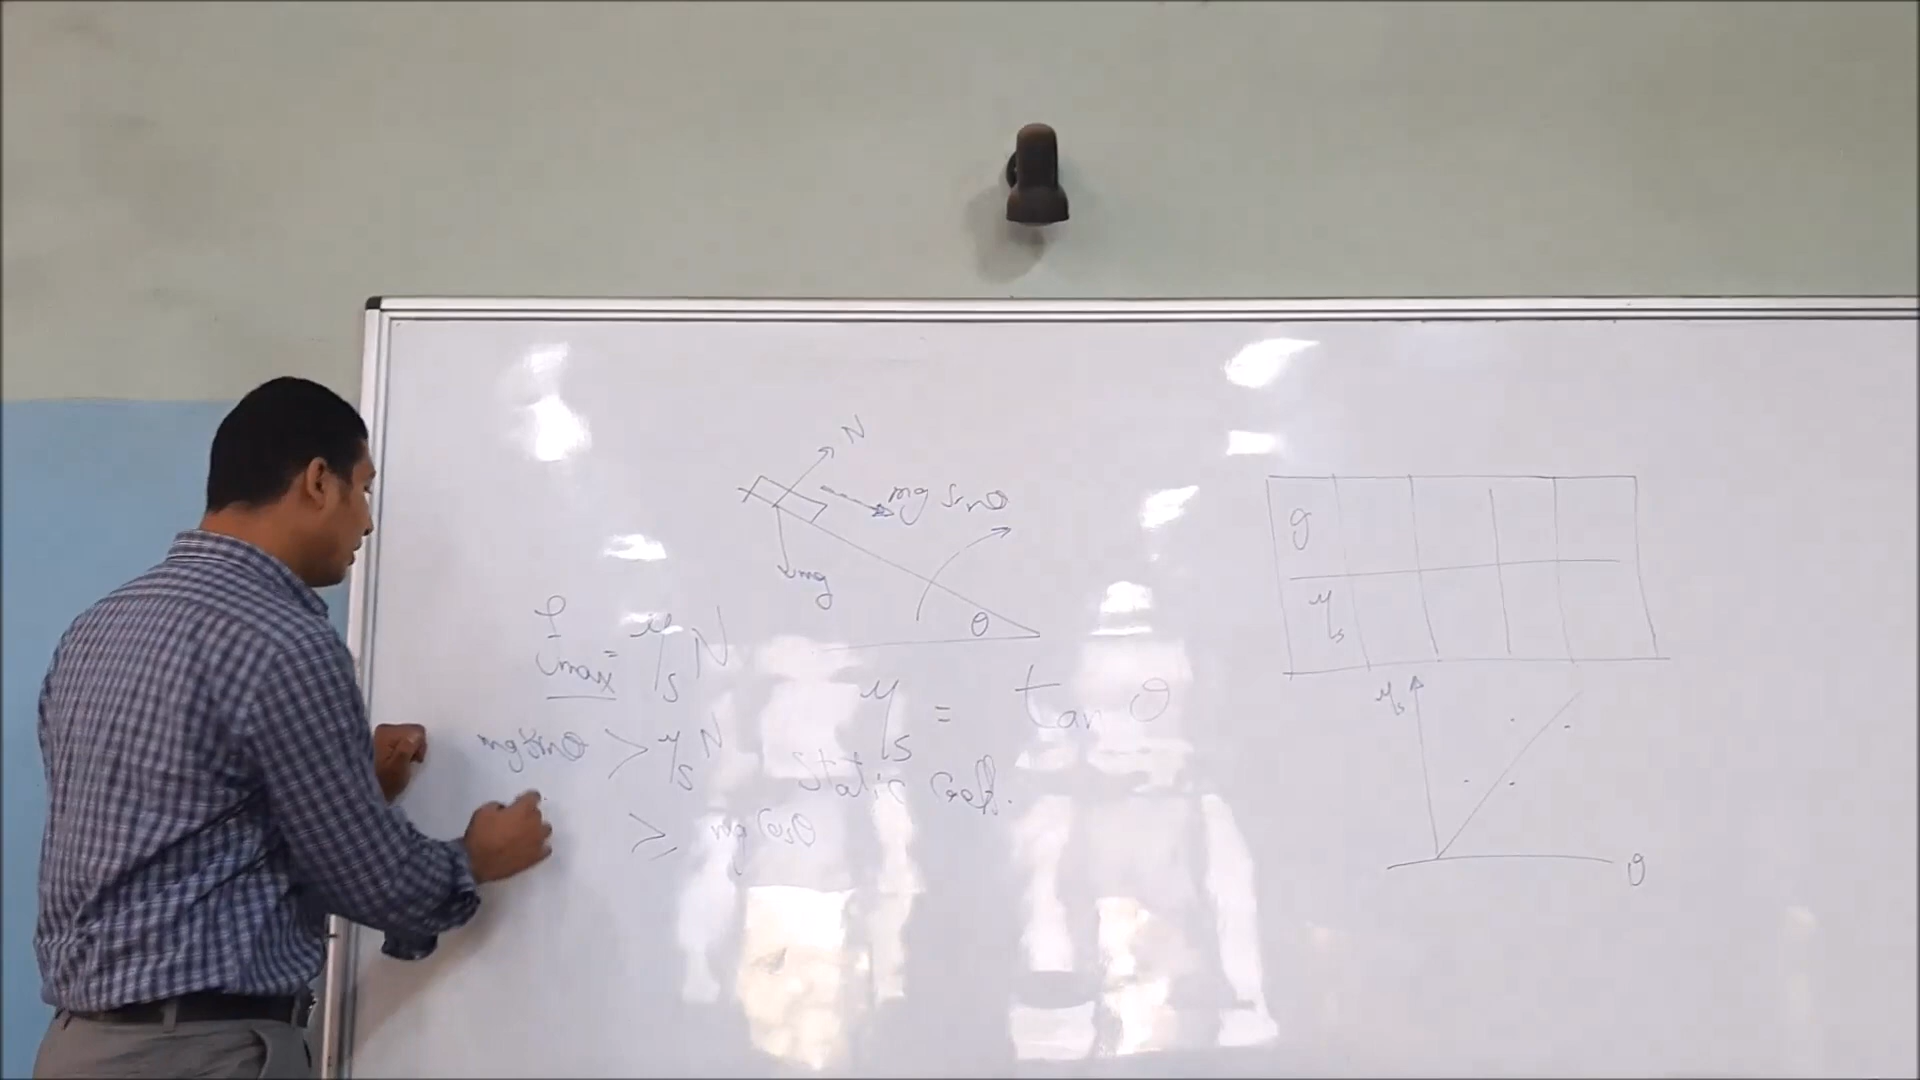 N
mg sinθ
mg
θ
f max = μs N
mg sinθ > μs N
≥ mg cosθ
μs = tan θ
Static Coeff.
θ
μs
μs
θ